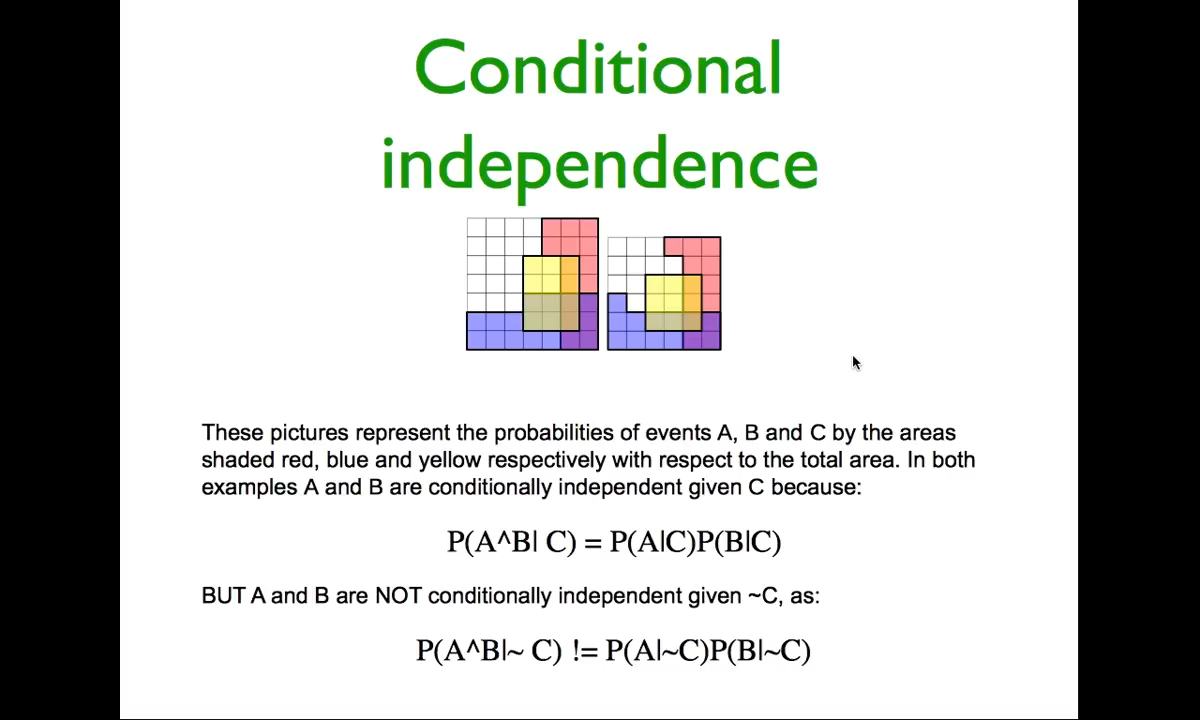 Conditional
independence
These pictures represent the probabilities of events A, B and C by the areas
shaded red, blue and yellow respectively with respect to the total area. In both
examples A and B are conditionally independent given C because:
P(A^B| C) = P(A|C)P(B|C)
BUT A and B are NOT conditionally independent given ~C, as:
P(A^B|~ C) != P(A|~C)P(B|~C)